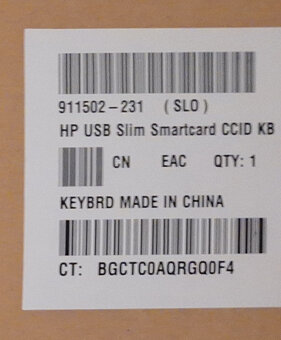 911502-231 (SLO)
HP USB Slim Smartcard CCID KB
CN EAC QTY: 1
KEYBRD MADE IN CHINA
CT: BGCTC0AQRGQ0F4